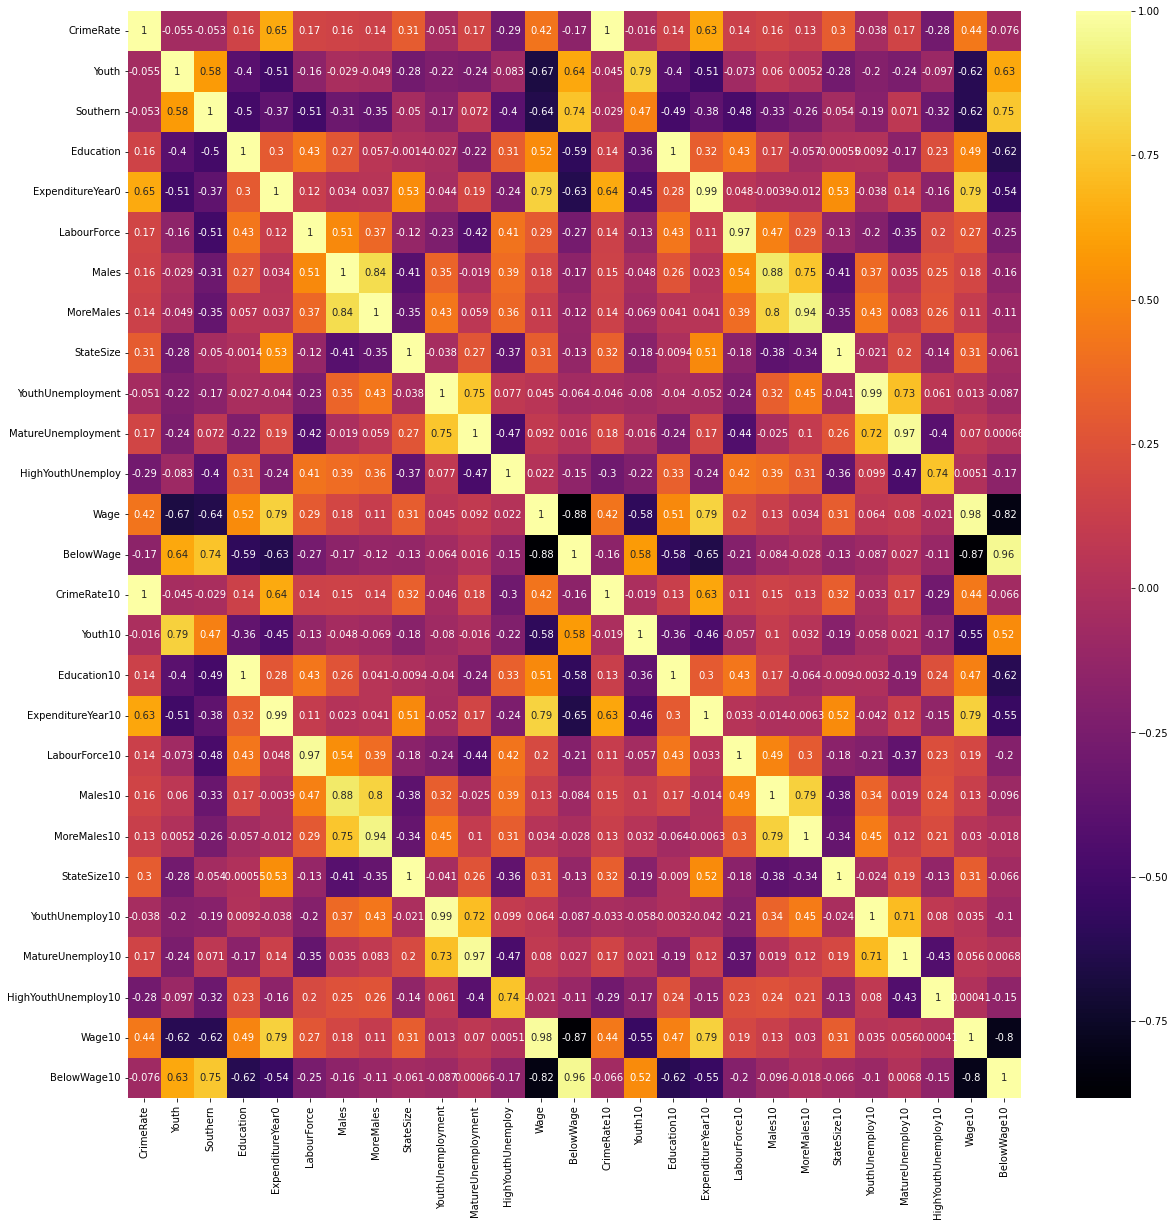 CrimeRate 1 -0.055 -0.053 0.16 0.65 0.17 0.16 0.14 0.31 -0.051 0.17 -0.29 0.42 -0.17 1 -0.016 0.14 0.63 0.14 0.16 0.13 0.3 -0.038 0.17 -0.28 0.44 -0.076 1.00
Youth -0.055 1 0.58 -0.4 -0.51 -0.16 -0.029 -0.049 -0.28 -0.22 -0.24 -0.083 -0.67 0.64 -0.045 0.79 -0.4 -0.51 -0.073 0.06 0.0052 -0.28 -0.2 -0.24 -0.097 -0.62 0.63
Southern -0.053 0.58 1 -0.5 -0.37 -0.51 -0.31 -0.35 -0.05 -0.17 0.072 -0.4 -0.64 0.74 -0.029 0.47 -0.49 -0.38 -0.48 -0.33 -0.26 -0.054 -0.19 0.071 -0.32 -0.62 0.75
Education 0.16 -0.4 -0.5 1 0.3 0.43 0.27 0.057 -0.0014 -0.027 -0.22 0.31 0.52 -0.59 0.14 -0.36 1 0.32 0.43 0.17 -0.057 -0.00055 0.0092 -0.17 0.23 0.49 -0.62 0.75
ExpenditureYear0 0.65 -0.51 -0.37 0.3 1 0.12 0.034 0.037 0.53 -0.044 0.19 -0.24 0.79 -0.63 0.64 -0.45 0.28 0.99 0.048 -0.0039 -0.012 0.53 -0.038 0.14 -0.16 0.79 -0.54
LabourForce 0.17 -0.16 -0.51 0.43 0.12 1 0.51 0.37 -0.12 -0.23 -0.42 0.41 0.29 -0.27 0.14 -0.13 0.43 0.11 0.97 0.47 0.29 -0.13 -0.2 -0.35 0.2 0.27 -0.25
Males 0.16 -0.029 -0.31 0.27 0.034 0.51 1 0.84 -0.41 0.35 -0.019 0.39 0.18 -0.17 0.15 -0.048 0.26 0.023 0.54 0.88 0.75 -0.41 0.37 0.035 0.25 0.18 -0.16
MoreMales 0.14 -0.049 -0.35 0.057 0.037 0.37 0.84 1 -0.35 0.43 0.059 0.36 0.11 -0.12 0.14 -0.069 0.041 0.041 0.39 0.8 0.94 -0.35 0.43 0.083 0.26 0.11 -0.11 0.50
StateSize 0.31 -0.28 -0.05 -0.0014 0.53 -0.12 -0.41 -0.35 1 -0.038 0.27 -0.37 0.31 -0.13 0.32 -0.18 -0.0094 0.51 -0.18 -0.38 -0.34 1 -0.021 0.2 -0.14 0.31 -0.061
YouthUnemployment -0.051 -0.22 -0.17 -0.027 -0.044 -0.23 0.35 0.43 -0.038 1 0.75 0.077 0.045 -0.064 -0.046 -0.08 -0.04 -0.052 -0.24 0.32 0.45 -0.041 0.99 0.73 0.061 0.013 -0.087
MatureUnemployment 0.17 -0.24 0.072 -0.22 0.19 -0.42 -0.019 0.059 0.27 0.75 1 -0.47 0.092 0.016 0.18 -0.016 -0.24 0.17 -0.44 -0.025 0.1 0.26 0.72 0.97 -0.4 0.07 0.00066 0.25
HighYouthUnemploy -0.29 -0.083 -0.4 0.31 -0.24 0.41 0.39 0.36 -0.37 0.077 -0.47 1 0.022 -0.15 -0.3 -0.22 0.33 -0.24 0.42 0.39 0.31 -0.36 0.099 -0.47 0.74 0.0051 -0.17
Wage 0.42 -0.67 -0.64 0.52 0.79 0.29 0.18 0.11 0.31 0.045 0.092 0.022 1 -0.88 0.42 -0.58 0.51 0.79 0.2 0.13 0.034 0.31 0.064 0.08 -0.021 0.98 -0.82
BelowWage -0.17 0.64 0.74 -0.59 -0.63 -0.27 -0.17 -0.12 -0.13 -0.064 0.016 -0.15 -0.88 1 -0.16 0.58 -0.58 -0.65 -0.21 -0.084 -0.028 -0.13 -0.087 0.027 -0.11 -0.87 0.96
CrimeRate10 1 -0.045 -0.029 0.14 0.64 0.14 0.15 0.14 0.32 -0.046 0.18 -0.3 0.42 -0.16 1 -0.019 0.13 0.63 0.11 0.15 0.13 0.32 -0.033 0.17 -0.29 0.44 -0.066 0.00
Youth10 -0.016 0.79 0.47 -0.36 -0.45 -0.13 -0.048 -0.069 -0.18 -0.08 -0.016 -0.22 -0.58 0.58 -0.019 1 -0.36 -0.46 -0.057 0.1 0.032 -0.19 -0.058 0.021 -0.17 -0.55 0.52
Education10 0.14 -0.4 -0.49 1 0.28 0.43 0.26 0.041 -0.0094 -0.04 -0.24 0.33 0.51 -0.58 0.13 -0.36 1 0.3 0.43 0.17 -0.064 -0.009 -0.0032 -0.19 0.24 0.47 -0.62
ExpenditureYear10 0.63 -0.51 -0.38 0.32 0.99 0.11 0.023 0.041 0.51 -0.052 0.17 -0.24 0.79 -0.65 0.63 -0.46 0.3 1 0.033 -0.014 -0.0063 0.52 -0.042 0.12 -0.15 0.79 -0.55 −0.25
LabourForce10 0.14 -0.073 -0.48 0.43 0.048 0.97 0.54 0.39 -0.18 -0.24 -0.44 0.42 0.2 -0.21 0.11 -0.057 0.43 0.033 1 0.49 0.3 -0.18 -0.21 -0.37 0.23 0.19 -0.2
Males10 0.16 0.06 -0.33 0.17 -0.0039 0.47 0.88 0.8 -0.38 0.32 -0.025 0.39 0.13 -0.084 0.15 0.1 0.17 -0.014 0.49 1 0.79 -0.38 0.34 0.019 0.24 0.13 -0.096
MoreMales10 0.13 0.0052 -0.26 -0.057 -0.012 0.29 0.75 0.94 -0.34 0.45 0.1 0.31 0.034 -0.028 0.13 0.032 -0.064 -0.0063 0.3 0.79 1 -0.34 0.45 0.12 0.21 0.03 -0.018
StateSize10 0.3 -0.28 -0.054 -0.00055 0.53 -0.13 -0.41 -0.35 1 -0.041 0.26 -0.36 0.31 -0.13 0.32 -0.19 -0.009 0.52 -0.18 -0.38 -0.34 1 -0.024 0.19 -0.13 0.31 -0.066 −0.50
YouthUnemploy10 -0.038 -0.2 -0.19 0.0092 -0.038 -0.2 0.37 0.43 -0.021 0.99 0.72 0.099 0.064 -0.087 -0.033 -0.058 -0.0032 -0.042 -0.21 0.34 0.45 -0.024 1 0.71 0.08 0.035 -0.1
MatureUnemploy10 0.17 -0.24 0.071 -0.17 0.14 -0.35 0.035 0.083 0.2 0.73 0.97 -0.47 0.08 0.027 0.17 0.021 -0.19 0.12 -0.37 0.019 0.12 0.19 0.71 1 -0.43 0.056 0.0068
HighYouthUnemploy10 -0.28 -0.097 -0.32 0.23 -0.16 0.2 0.25 0.26 -0.14 0.061 -0.4 0.74 -0.021 -0.11 -0.29 -0.17 0.24 -0.15 0.23 0.24 0.21 -0.13 0.08 -0.43 1 0.00041 -0.15 −0.75
Wage10 0.44 -0.62 -0.62 0.49 0.79 0.27 0.18 0.11 0.31 0.013 0.07 0.0051 0.98 -0.87 0.44 -0.55 0.47 0.79 0.19 0.13 0.03 0.31 0.035 0.056 0.00041 1 -0.8
BelowWage10 -0.076 0.63 0.75 -0.62 -0.54 -0.25 -0.16 -0.11 -0.061 -0.087 0.00066 -0.17 -0.82 0.96 -0.066 0.52 -0.62 -0.55 -0.2 -0.096 -0.018 -0.066 -0.1 0.0068 -0.15 -0.8 1
CrimeRate Youth Southern Education ExpenditureYear0 LabourForce Males MoreMales StateSize YouthUnemployment MatureUnemployment HighYouthUnemploy Wage BelowWage CrimeRate10 Youth10 Education10 ExpenditureYear10 LabourForce10 Males10 MoreMales10 StateSize10 YouthUnemploy10 MatureUnemploy10 HighYouthUnemploy10 Wage10 BelowWage10